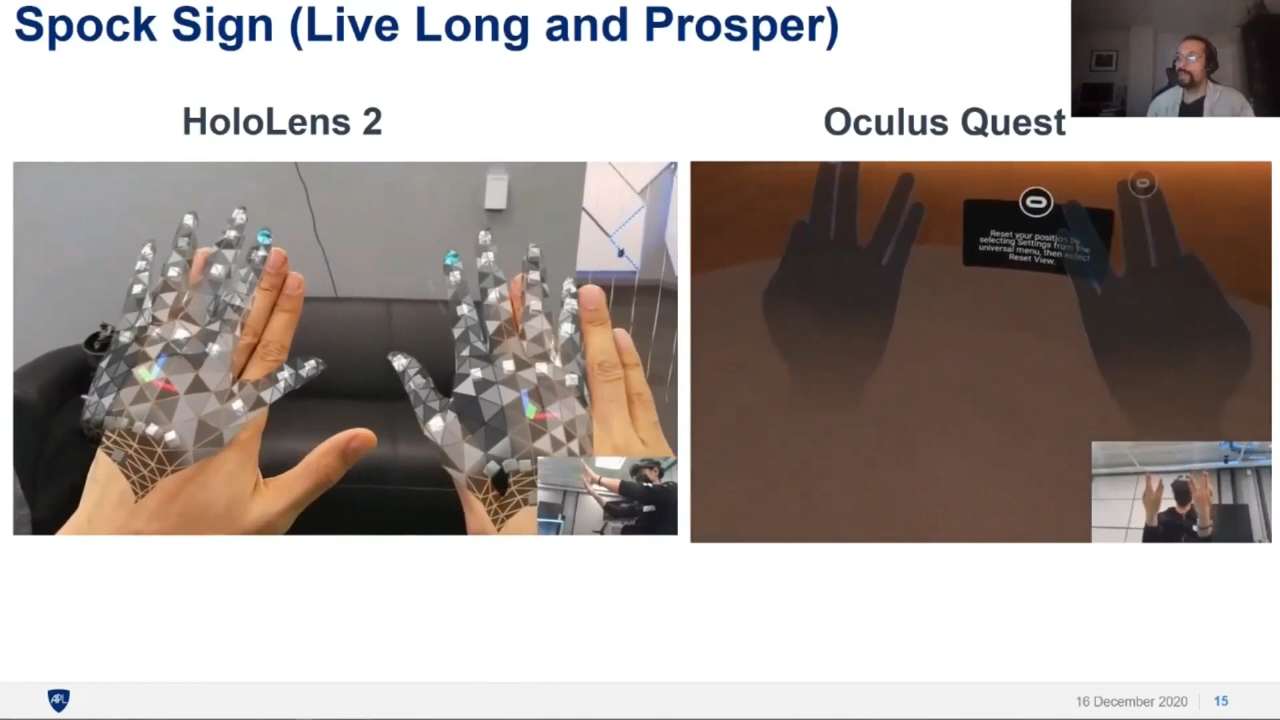 Spock Sign (Live Long and Prosper)
HoloLens 2
Oculus Quest
Reset your position by
selecting Settings from the
universal menu, then select
Reset View.
APL
16 December 2020
15